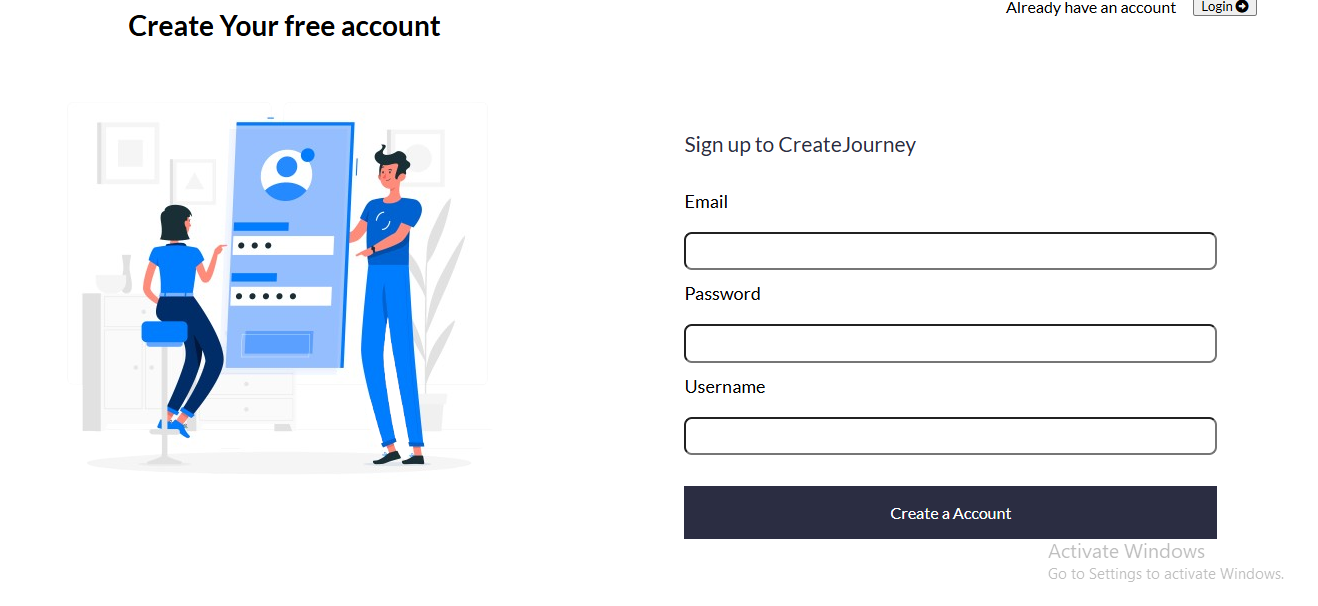 Create Your free account
Already have an account
Login
Sign up to CreateJourney
Email
Password
Username
Create a Account
Activate Windows
Go to Settings to activate Windows.